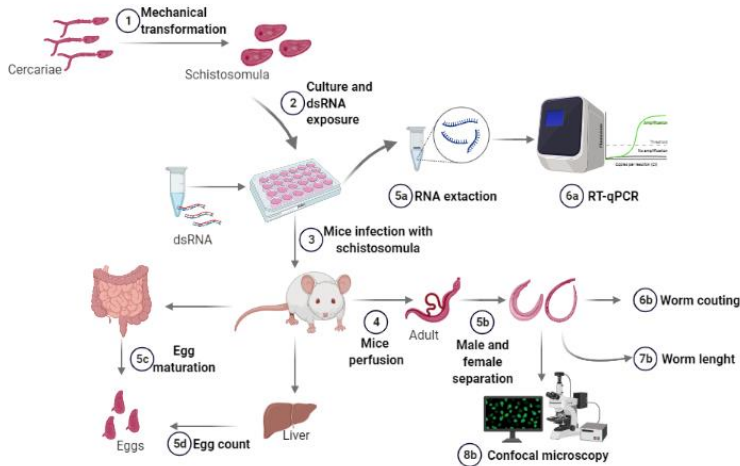 1 Mechanical
transformation
Cercariae
Schistosomula
2 Culture and
dsRNA
exposure
dsRNA
5a RNA extaction
6a RT-qPCR
Threshold
3 Mice infection with
schistosomula
4
Mice
perfusion
Adult
5b
Male and
female
separation
6b Worm couting
7b Worm lenght
8b Confocal microscopy
5c Egg
maturation
Eggs
5d Egg count
Liver